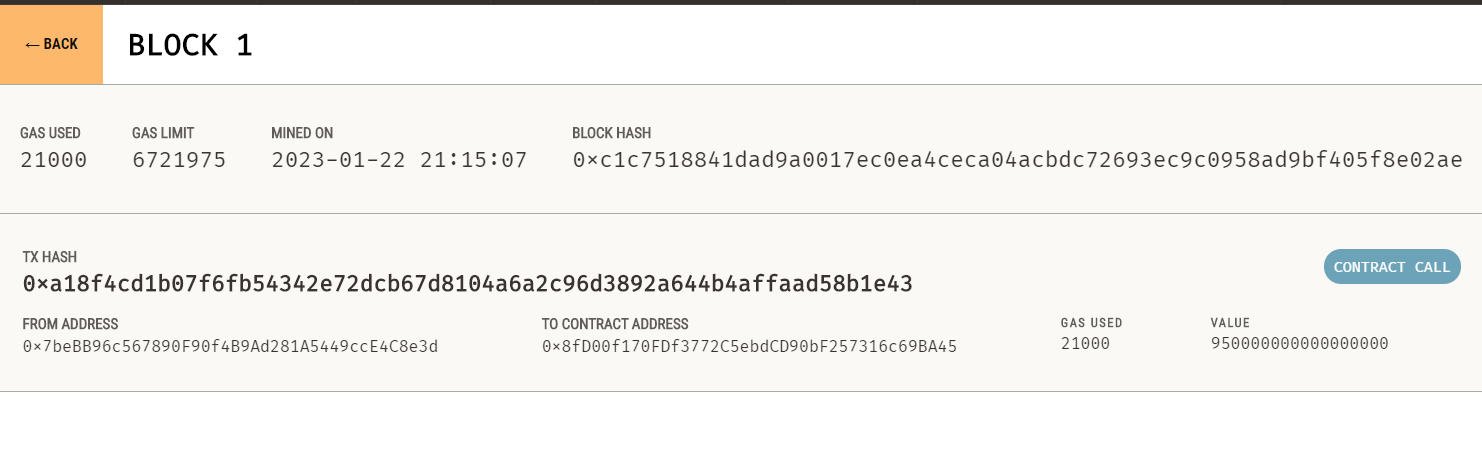 ← BACK
BLOCK 1
GAS USED GAS LIMIT MINED ON BLOCK HASH
21000 6721975 2023-01-22 21:15:07 0×c1c7518841dad9a0017ec0ea4ceca04acbdc72693ec9c0958ad9bf405f8e02ae
TX HASH
0×a18f4cd1b07f6fb54342e72dcb67d8104a6a2c96d3892a644b4affaad58b1e43
CONTRACT CALL
FROM ADDRESS TO CONTRACT ADDRESS GAS USED VALUE
0×7beBB96c567890F90f4B9Ad281A5449ccE4C8e3d 0×8fD00f170FDf3772C5ebdCD90bF257316c69BA45 21000 950000000000000000